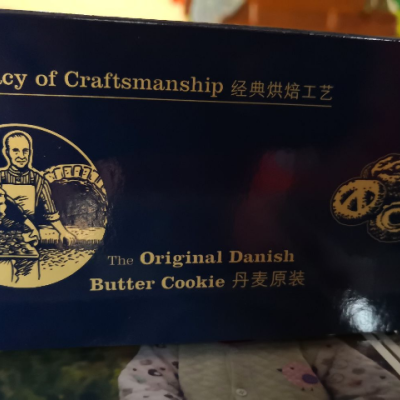 of Craftsmanship 经典烘焙工艺
The Original Danish
Butter Cookie 丹麦原装